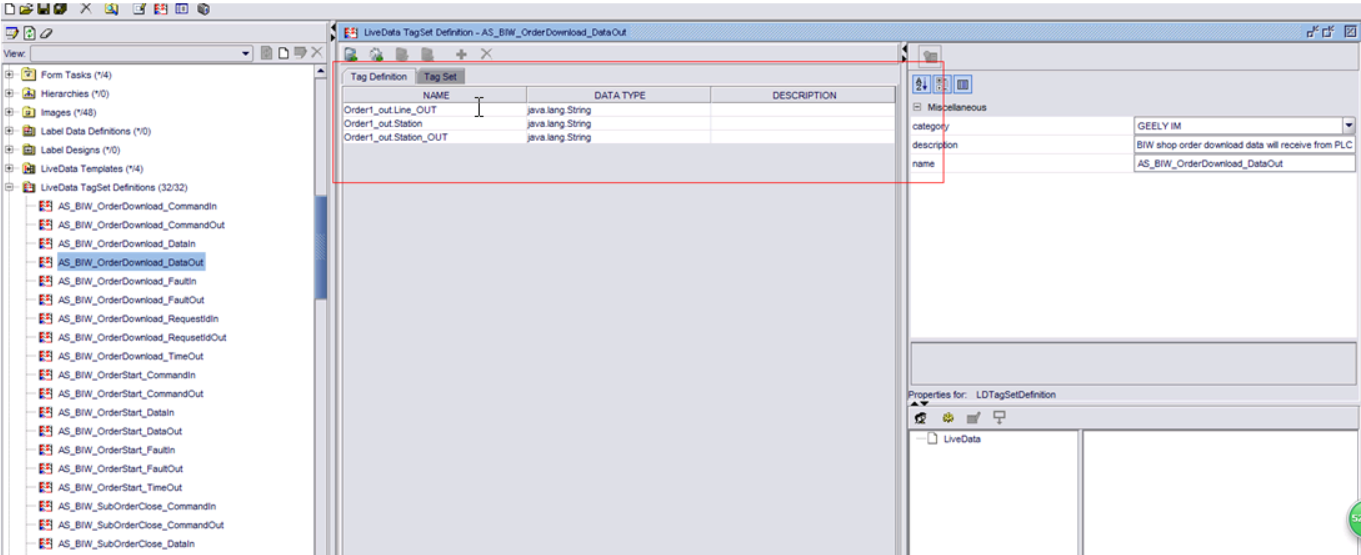 LiveData TagSet Definition - AS_BIW_OrderDownload_DataOut
View:
Form Tasks (*/4)
Hierarchies (*/0)
Images (*/48)
Label Data Definitions (*/0)
Label Designs (*/0)
LiveData Templates (*/4)
LiveData TagSet Definitions (32/32)
AS_BIW_OrderDownload_CommandIn
AS_BIW_OrderDownload_CommandOut
AS_BIW_OrderDownload_DataIn
AS_BIW_OrderDownload_DataOut
AS_BIW_OrderDownload_FaultIn
AS_BIW_OrderDownload_FaultOut
AS_BIW_OrderDownload_RequestIdIn
AS_BIW_OrderDownload_RequsetIdOut
AS_BIW_OrderDownload_TimeOut
AS_BIW_OrderStart_CommandIn
AS_BIW_OrderStart_CommandOut
AS_BIW_OrderStart_DataIn
AS_BIW_OrderStart_DataOut
AS_BIW_OrderStart_FaultIn
AS_BIW_OrderStart_FaultOut
AS_BIW_OrderStart_TimeOut
AS_BIW_SubOrderClose_CommandIn
AS_BIW_SubOrderClose_CommandOut
AS_BIW_SubOrderClose_DataIn
Tag Definition Tag Set
NAME DATA TYPE DESCRIPTION
Order1_out.Line_OUT java.lang.String
Order1_out.Station java.lang.String
Order1_out.Station_OUT java.lang.String
Miscellaneous
category GEELY IM
description BIW shop order download data will receive from PLC
name AS_BIW_OrderDownload_DataOut
Properties for: LDTagSetDefinition
LiveData